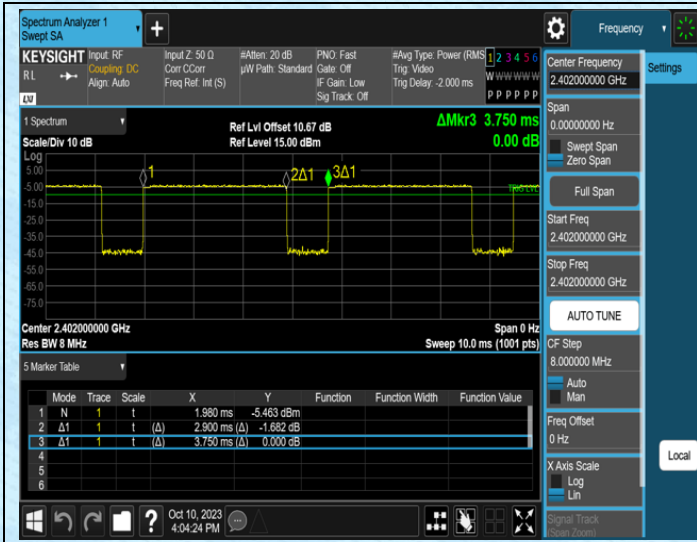 Spectrum Analyzer 1
Swept SA
Frequency
KEYSIGHT
RL
LXI
Input: RF
Coupling: DC
Align: Auto
Input Z: 50 Ω
Corr CCorr
Freq Ref: Int (S)
#Atten: 20 dB
µW Path: Standard
PNO: Fast
Gate: Off
IF Gain: Low
Sig Track: Off
#Avg Type: Power (RMS
Trig: Video
Trig Delay: -2.000 ms
1 2 3 4 5 6
W W W W W W
P P P P P P
1 Spectrum
Scale/Div 10 dB
Ref Lvl Offset 10.67 dB
Ref Level 15.00 dBm
ΔMkr3 3.750 ms
0.00 dB
Log
5.00
-5.00
-15.0
-25.0
-35.0
-45.0
-55.0
-65.0
-75.0
1
2Δ1
3Δ1
TRIG LVL
Center 2.402000000 GHz
Res BW 8 MHz
Span 0 Hz
Sweep 10.0 ms (1001 pts)
5 Marker Table
Mode Trace Scale X Y Function Function Width Function Value
1 N 1 t 1.980 ms -5.463 dBm
2 Δ1 1 t (Δ) 2.900 ms (Δ) -1.682 dB
3 Δ1 1 t (Δ) 3.750 ms (Δ) 0.000 dB
4
5
6
?
Oct 10, 2023
4:04:24 PM
Center Frequency
2.402000000 GHz
Span
0.00000000 Hz
Swept Span
Zero Span
Full Span
Start Freq
2.402000000 GHz
Stop Freq
2.402000000 GHz
AUTO TUNE
CF Step
8.000000 MHz
Auto
Man
Freq Offset
0 Hz
X Axis Scale
Log
Lin
Signal Track
(Span Zoom)
Settings
Local